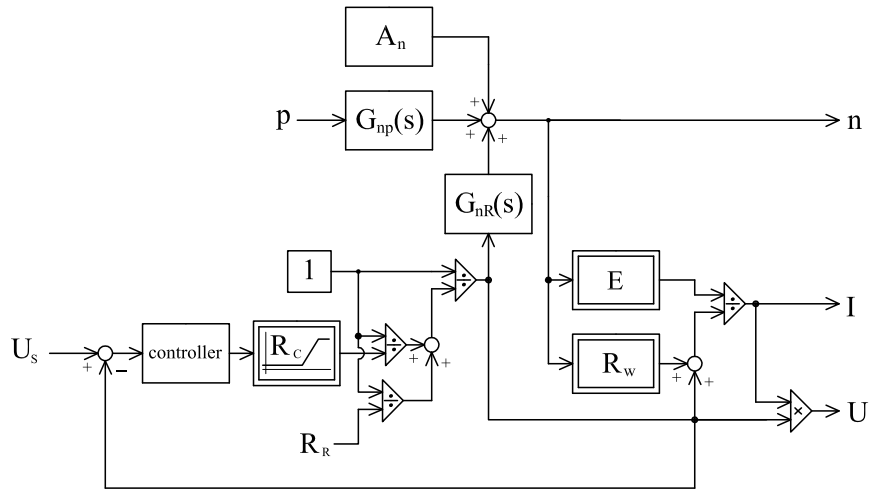 Aₙ
p
Gₙₚ(s)
n
GₙR(s)
1
E
I
Us
controller
Rc
Rw
U
RR